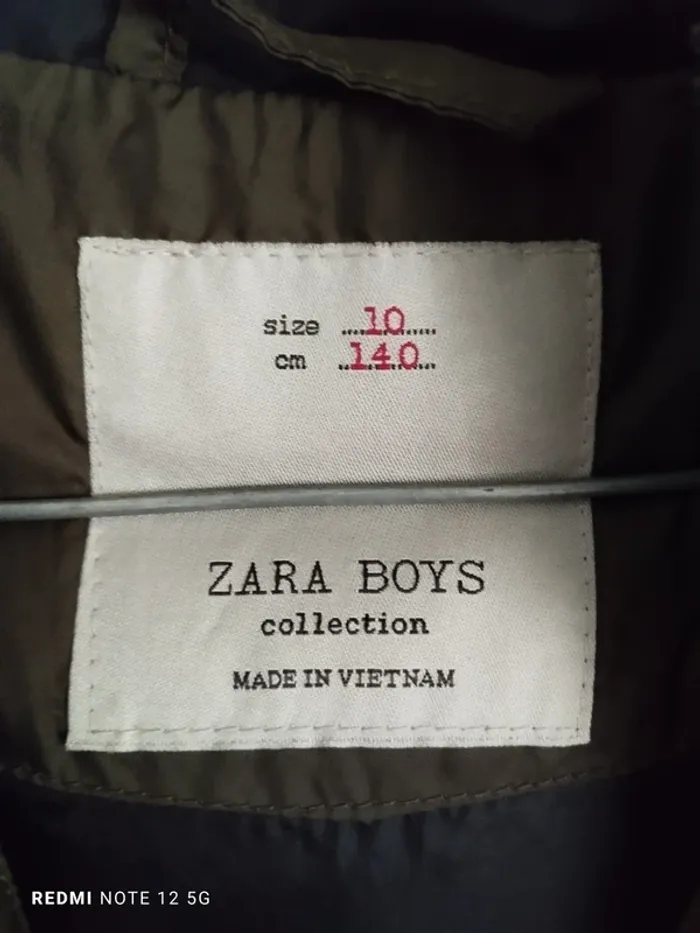 size ....10.....
cm ..140..
ZARA BOYS
collection
MADE IN VIETNAM
REDMI NOTE 12 5G